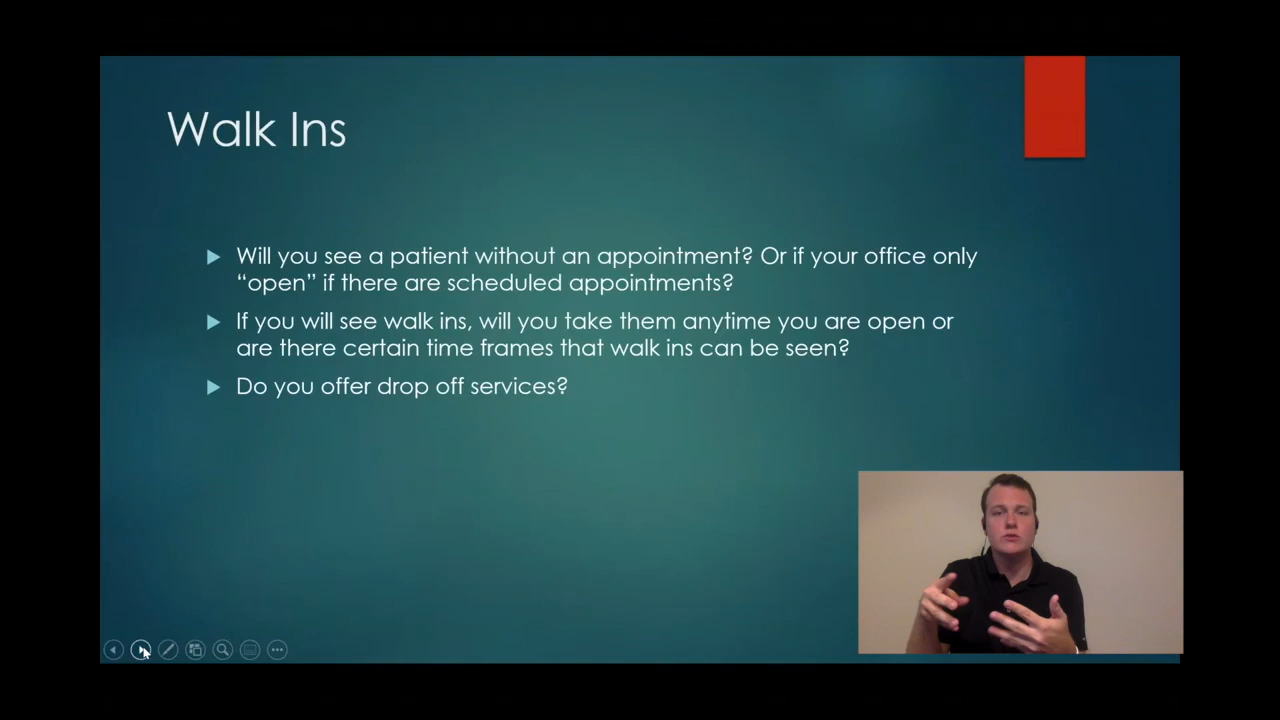 Walk Ins
Will you see a patient without an appointment? Or if your office only
“open” if there are scheduled appointments?
If you will see walk ins, will you take them anytime you are open or
are there certain time frames that walk ins can be seen?
Do you offer drop off services?